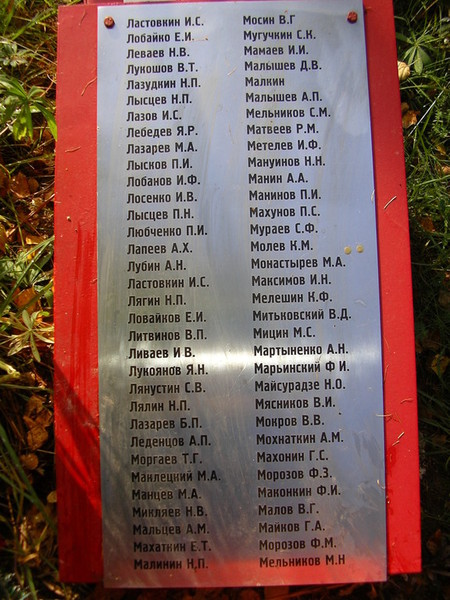 Ластовкин И.С.
Лобайко Е.И.
Леваев Н.В.
Лукошов В.Т.
Лазудкин Н.П.
Лысцев Н.П.
Лазов И.С.
Лебедев Я.Р.
Лазарев М.А.
Лысков П.И.
Лобанов И.Ф.
Лосенко И.В.
Лысцев П.Н.
Любченко П.И.
Лапеев А.Х.
Лубин А.Н.
Ластовкин И.С.
Лягин Н.П.
Ловайков Е.И.
Литвинов В.П.
Ливаев И В.
Лукоянов Я.Н.
Лянустин С.В.
Лялин Н.П.
Лазарев Б.П.
Леденцов А.П.
Моргаев Т.Г.
Манлецкий М.А.
Манцев М.А.
Микляев Н.В.
Мальцев А.М.
Махаткин Е.Т.
Малинин Н,П.
Мосин В.Г
Мугучкин С.К.
Мамаев И.И.
Малышев Д.В.
Малкин
Малышев А.П.
Мельников С.М.
Матвеев Р.М.
Метелев И.Ф.
Мануинов Н.Н.
Манин А.А.
Манинов П.И.
Махунов П.С.
Мураев С.Ф.
Молев К.М.
Монастырев М.А.
Максимов И.Н.
Мелешин К.Ф.
Митьковский В.Д.
Мицин М.С.
Мартыненко А.Н.
Марьинский Ф И.
Майсурадзе Н.О.
Мясников В.И.
Мокров В.В.
Мохнаткин А.М.
Махонин Г.С.
Морозов Ф.З.
Маконкин Ф.И.
Малов В.Г.
Майков Г.А.
Морозов Ф.М.
Мельников М.Н